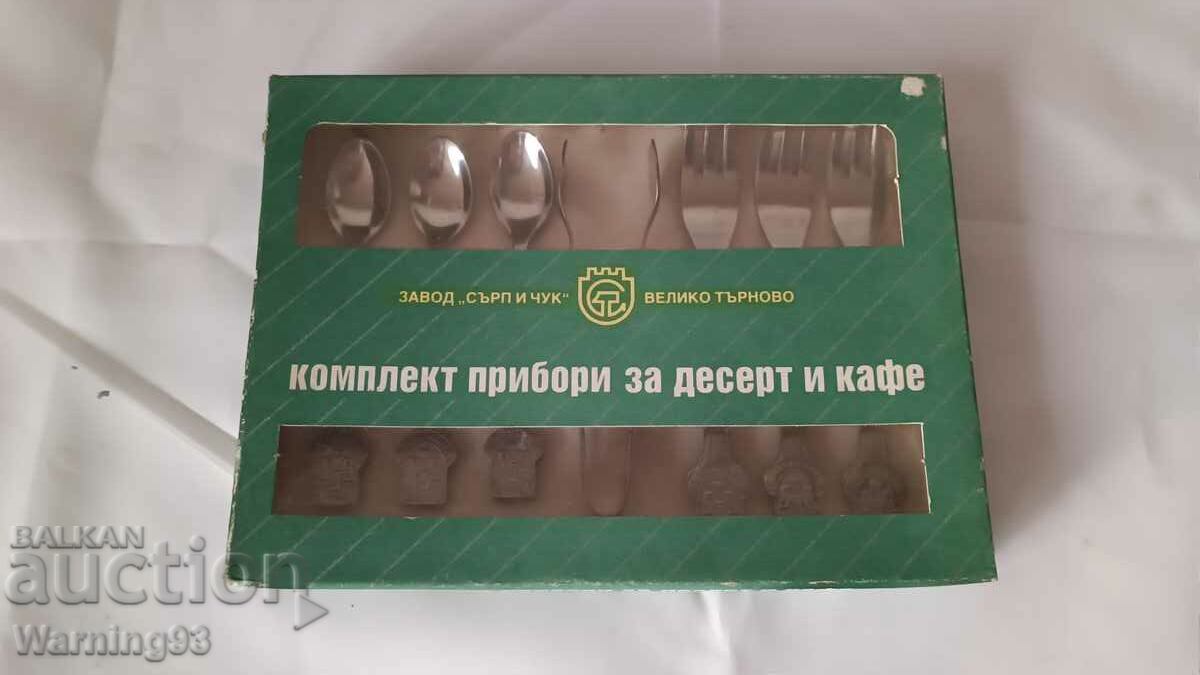 ЗАВОД „СЪРП И ЧУК“ ВЕЛИКО ТЪРНОВО
комплект прибори за десерт и кафе
BALKAN
auction
Warning93